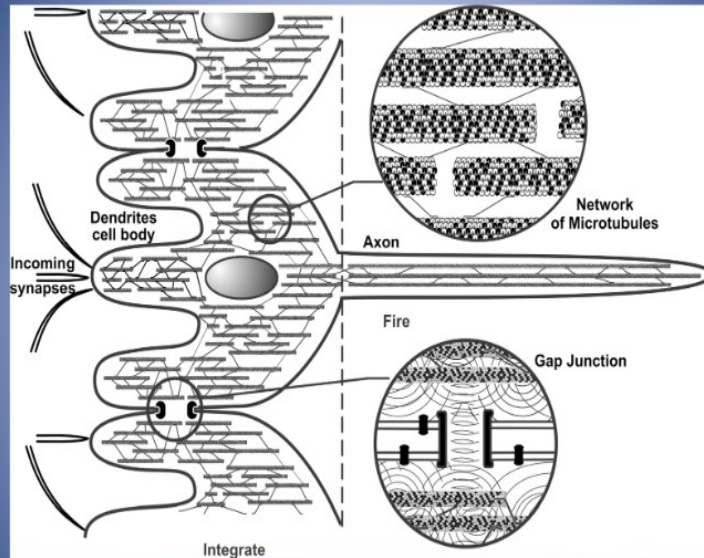 Network
of Microtubules
Dendrites
cell body
Axon
Incoming
synapses
Fire
Gap Junction
Integrate